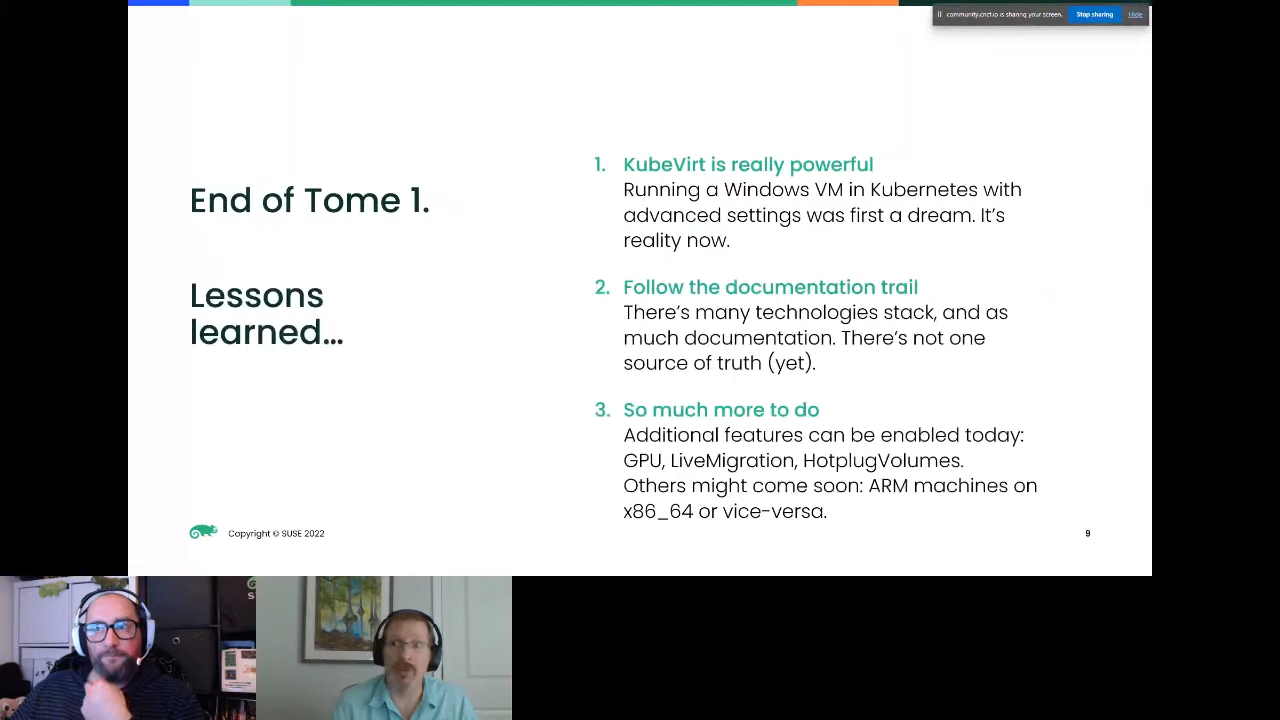 community.cncf.io is sharing your screen. Stop sharing Hide
End of Tome 1.
Lessons
learned...
1. KubeVirt is really powerful
Running a Windows VM in Kubernetes with
advanced settings was first a dream. It’s
reality now.
2. Follow the documentation trail
There’s many technologies stack, and as
much documentation. There’s not one
source of truth (yet).
3. So much more to do
Additional features can be enabled today:
GPU, LiveMigration, HotplugVolumes.
Others might come soon: ARM machines on
x86_64 or vice-versa.
Copyright © SUSE 2022
9